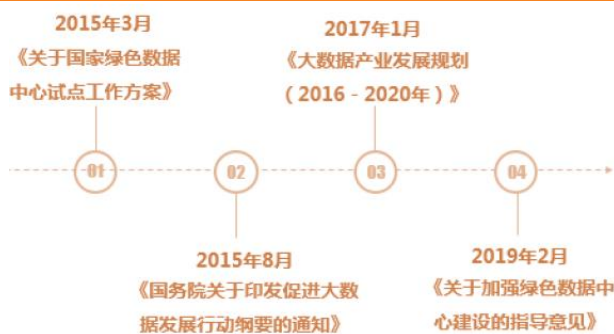 2015年3月
《关于国家绿色数据
中心试点工作方案》
2017年1月
《大数据产业发展规划
（2016 - 2020年）》
01
02
03
04
2015年8月
《国务院关于印发促进大数
据发展行动纲要的通知》
2019年2月
《关于加强绿色数据中
心建设的指导意见》